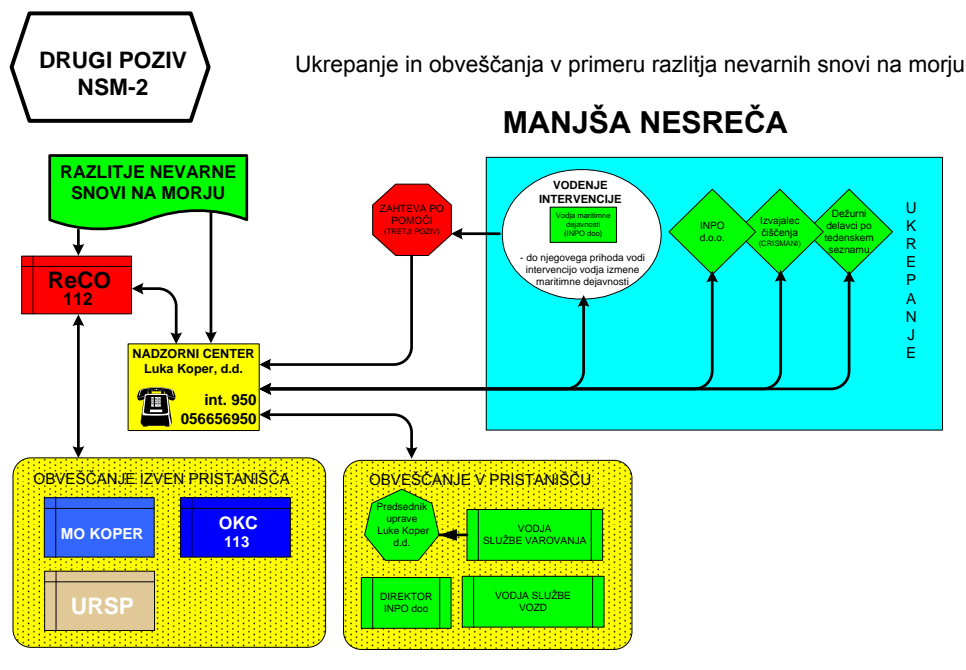 DRUGI POZIV
NSM-2
Ukrepanje in obveščanja v primeru razlitja nevarnih snovi na morju
MANJŠA NESREČA
RAZLITJE NEVARNE
SNOVI NA MORJU
ReCO
112
NADZORNI CENTER
Luka Koper, d.d.
int. 950
056656950
ZAHTEVA PO
POMOČI
(TRETJI POZIV)
VODENJE
INTERVENCIJE
Vodja maritimne
dejavnosti
(INPO doo)
- do njegovega prihoda vodi
intervencijo vodja izmene
maritimne dejavnosti
INPO
d.o.o.
Izvajalec
čiščenja
(CRISMANI)
Dežurni
delavci po
tedenskem
seznamu
U
K
R
E
P
A
N
J
E
OBVEŠČANJE IZVEN PRISTANIŠČA
MO KOPER
OKC
113
URSP
OBVEŠČANJE V PRISTANIŠČU
Predsednik
uprave
Luke Koper
d.d.
VODJA
SLUŽBE VAROVANJA
DIREKTOR
INPO doo
VODJA SLUŽBE
VOZD